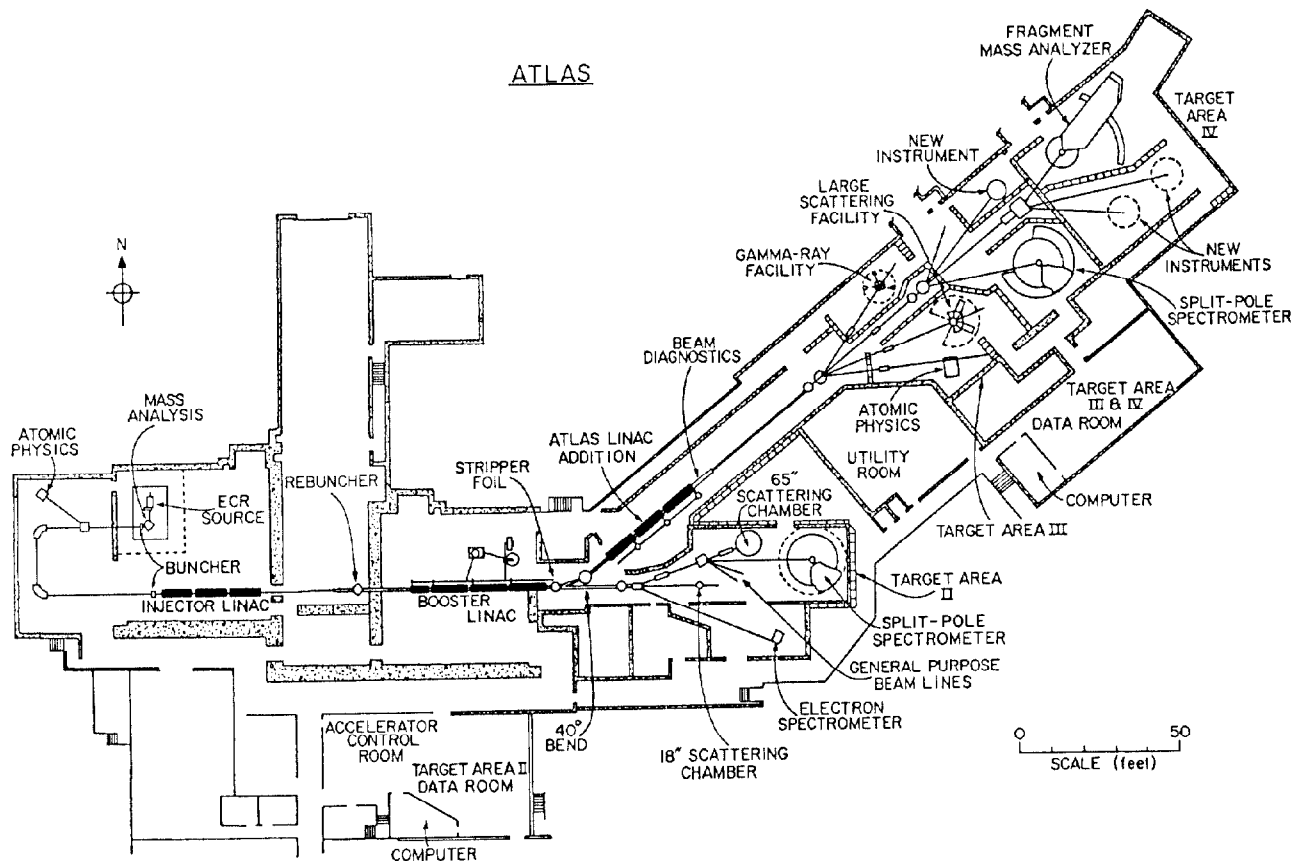 ATLAS
FRAGMENT
MASS ANALYZER
TARGET
AREA
IV
NEW
INSTRUMENT
LARGE
SCATTERING
FACILITY
N
GAMMA-RAY
FACILITY
NEW
INSTRUMENTS
SPLIT-POLE
SPECTROMETER
BEAM
DIAGNOSTICS
MASS
ANALYSIS
ATOMIC
PHYSICS
ATOMIC
PHYSICS
TARGET AREA
III & IV
DATA ROOM
ATLAS LINAC
ADDITION
STRIPPER
FOIL
REBUNCHER
UTILITY
ROOM
65"
SCATTERING
CHAMBER
COMPUTER
ECR
SOURCE
TARGET AREA III
BUNCHER
INJECTOR LINAC
BOOSTER
LINAC
TARGET AREA
II
SPLIT-POLE
SPECTROMETER
GENERAL PURPOSE
BEAM LINES
ELECTRON
SPECTROMETER
40°
BEND
18" SCATTERING
CHAMBER
ACCELERATOR
CONTROL
ROOM
TARGET AREA II
DATA ROOM
COMPUTER
0 50
SCALE (feet)